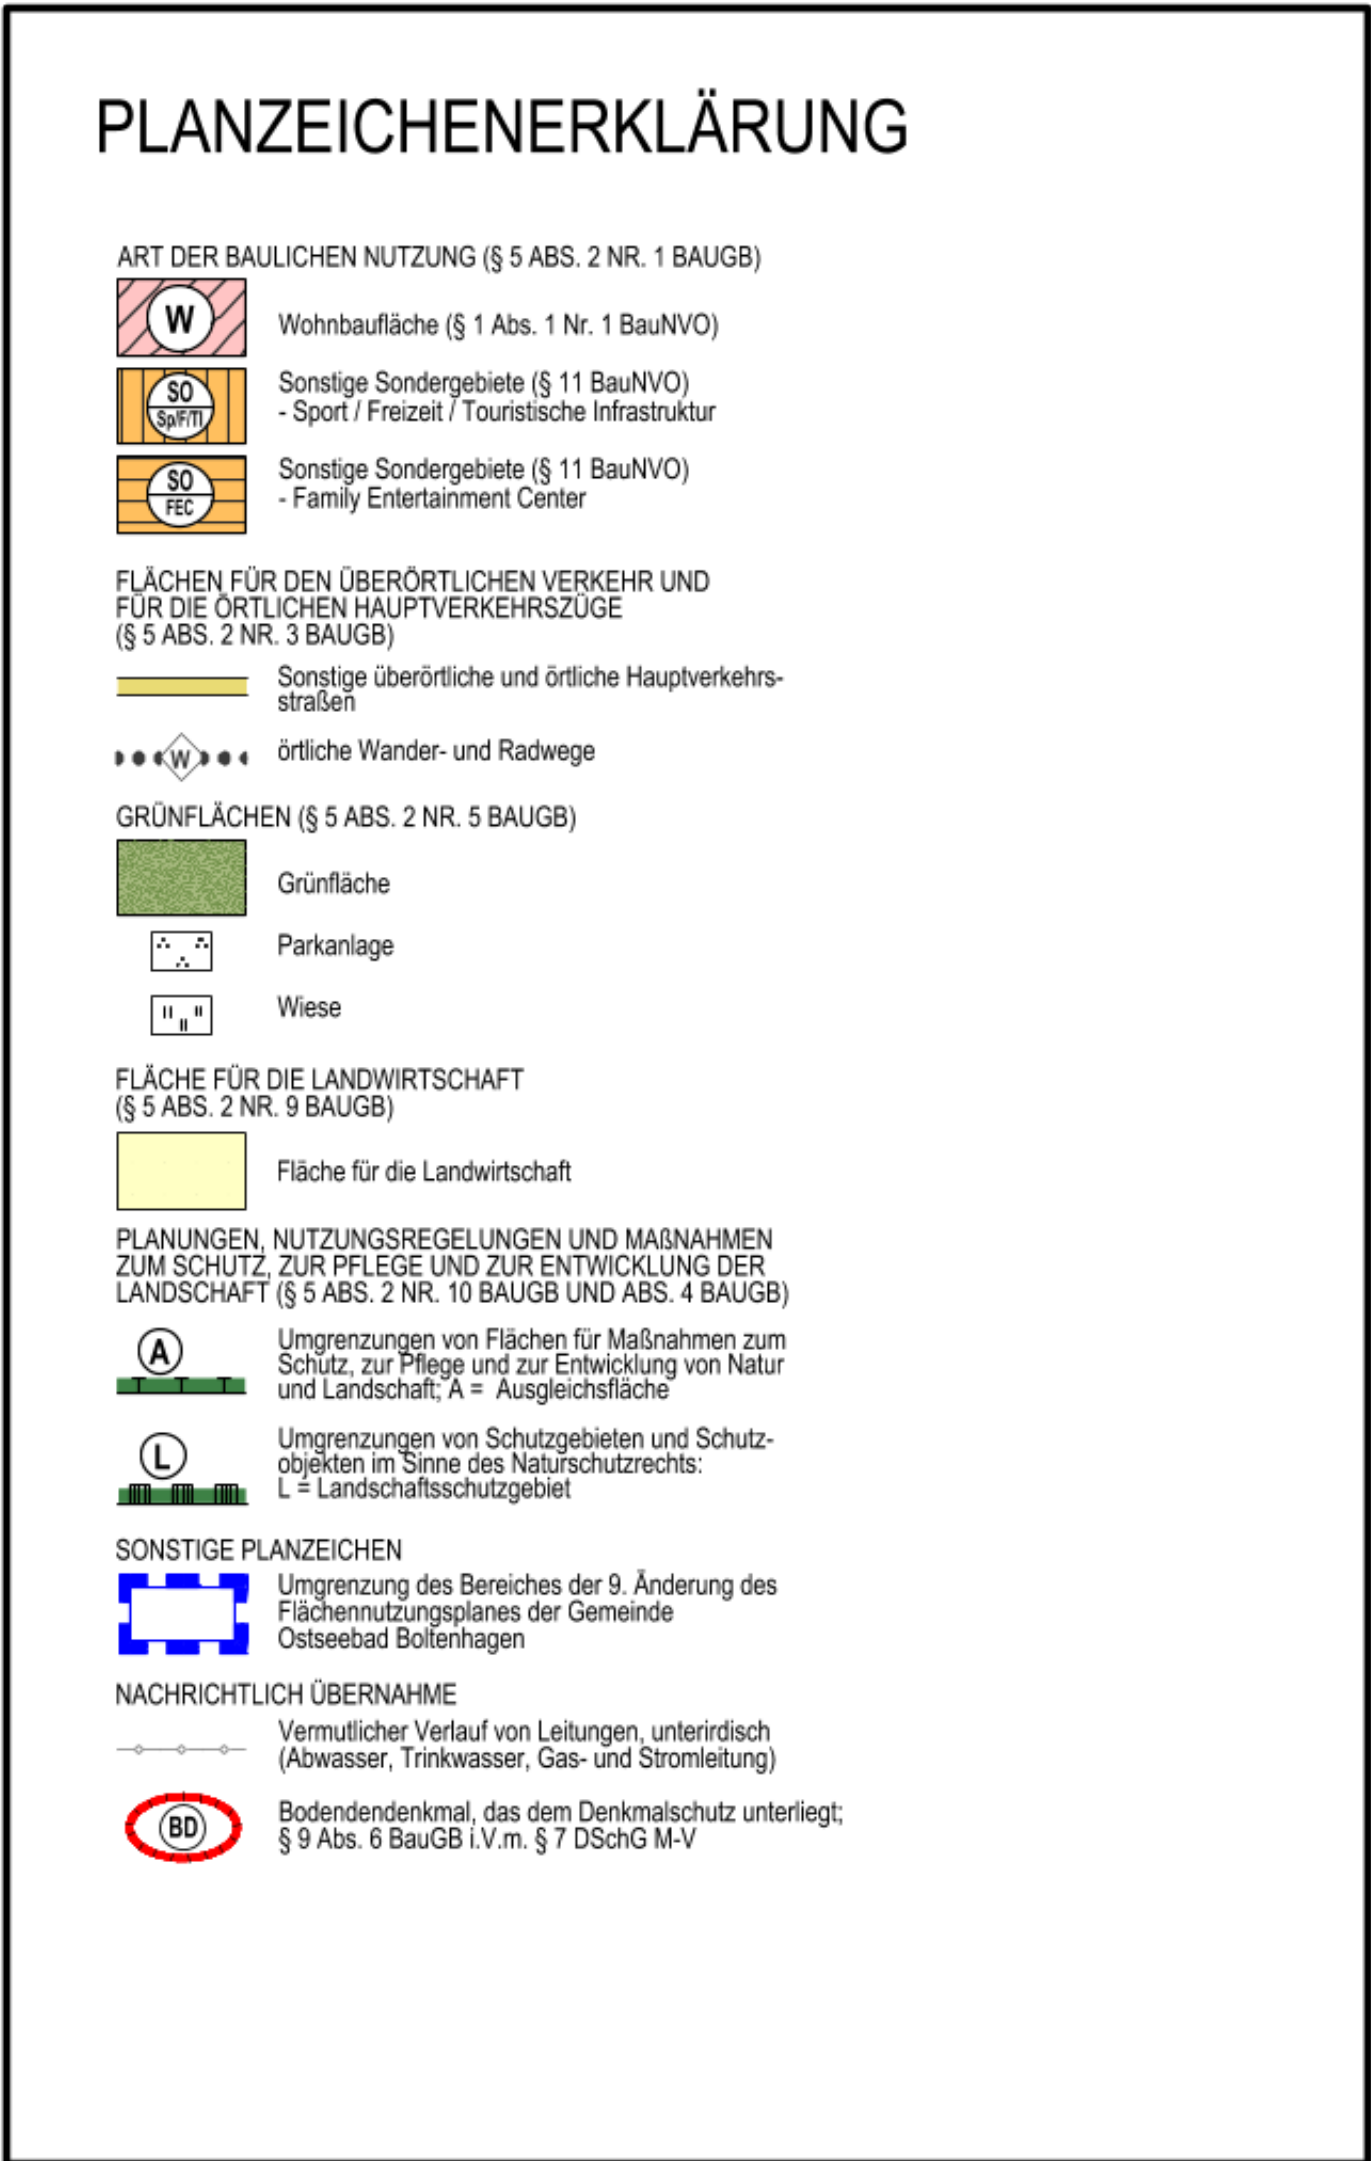 PLANZEICHENERKLÄRUNG
ART DER BAULICHEN NUTZUNG (§ 5 ABS. 2 NR. 1 BAUGB)
W
Wohnbaufläche (§ 1 Abs. 1 Nr. 1 BauNVO)
SO
Sp/F/TI
Sonstige Sondergebiete (§ 11 BauNVO)
- Sport / Freizeit / Touristische Infrastruktur
SO
FEC
Sonstige Sondergebiete (§ 11 BauNVO)
- Family Entertainment Center
FLÄCHEN FÜR DEN ÜBERÖRTLICHEN VERKEHR UND
FÜR DIE ÖRTLICHEN HAUPTVERKEHRSZÜGE
(§ 5 ABS. 2 NR. 3 BAUGB)
Sonstige überörtliche und örtliche Hauptverkehrs-
straßen
W
örtliche Wander- und Radwege
GRÜNFLÄCHEN (§ 5 ABS. 2 NR. 5 BAUGB)
Grünfläche
Parkanlage
Wiese
FLÄCHE FÜR DIE LANDWIRTSCHAFT
(§ 5 ABS. 2 NR. 9 BAUGB)
Fläche für die Landwirtschaft
PLANUNGEN, NUTZUNGSREGELUNGEN UND MAßNAHMEN
ZUM SCHUTZ, ZUR PFLEGE UND ZUR ENTWICKLUNG DER
LANDSCHAFT (§ 5 ABS. 2 NR. 10 BAUGB UND ABS. 4 BAUGB)
A
Umgrenzungen von Flächen für Maßnahmen zum
Schutz, zur Pflege und zur Entwicklung von Natur
und Landschaft; A = Ausgleichsfläche
L
Umgrenzungen von Schutzgebieten und Schutz-
objekten im Sinne des Naturschutzrechts:
L = Landschaftsschutzgebiet
SONSTIGE PLANZEICHEN
Umgrenzung des Bereiches der 9. Änderung des
Flächennutzungsplanes der Gemeinde
Ostseebad Boltenhagen
NACHRICHTLICH ÜBERNAHME
Vermutlicher Verlauf von Leitungen, unterirdisch
(Abwasser, Trinkwasser, Gas- und Stromleitung)
BD
Bodendendenkmal, das dem Denkmalschutz unterliegt;
§ 9 Abs. 6 BauGB i.V.m. § 7 DSchG M-V